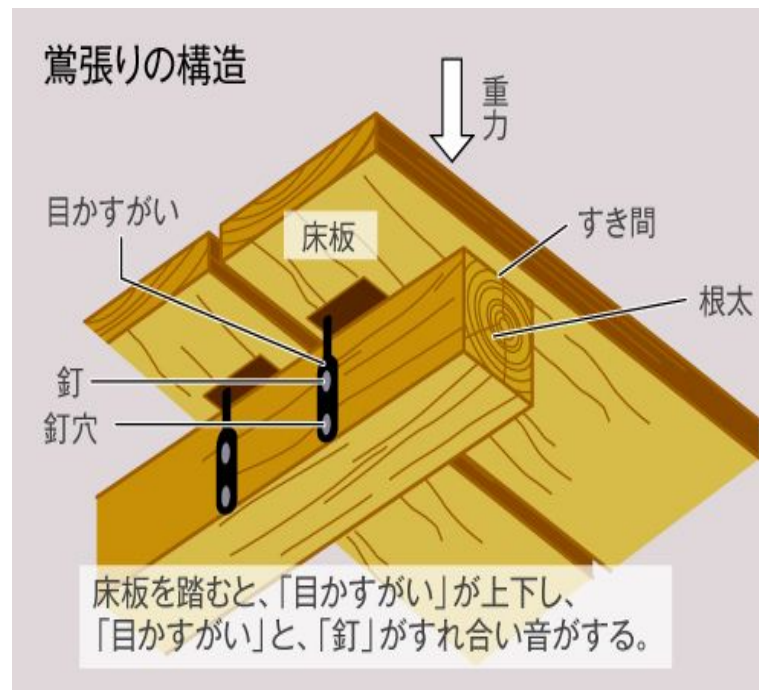 鴬張りの構造
重力
目かすがい
床板
すき間
根太
釘
釘穴
床板を踏むと、「目かすがい」が上下し、
「目かすがい」と、「釘」がすれ合い音がする。